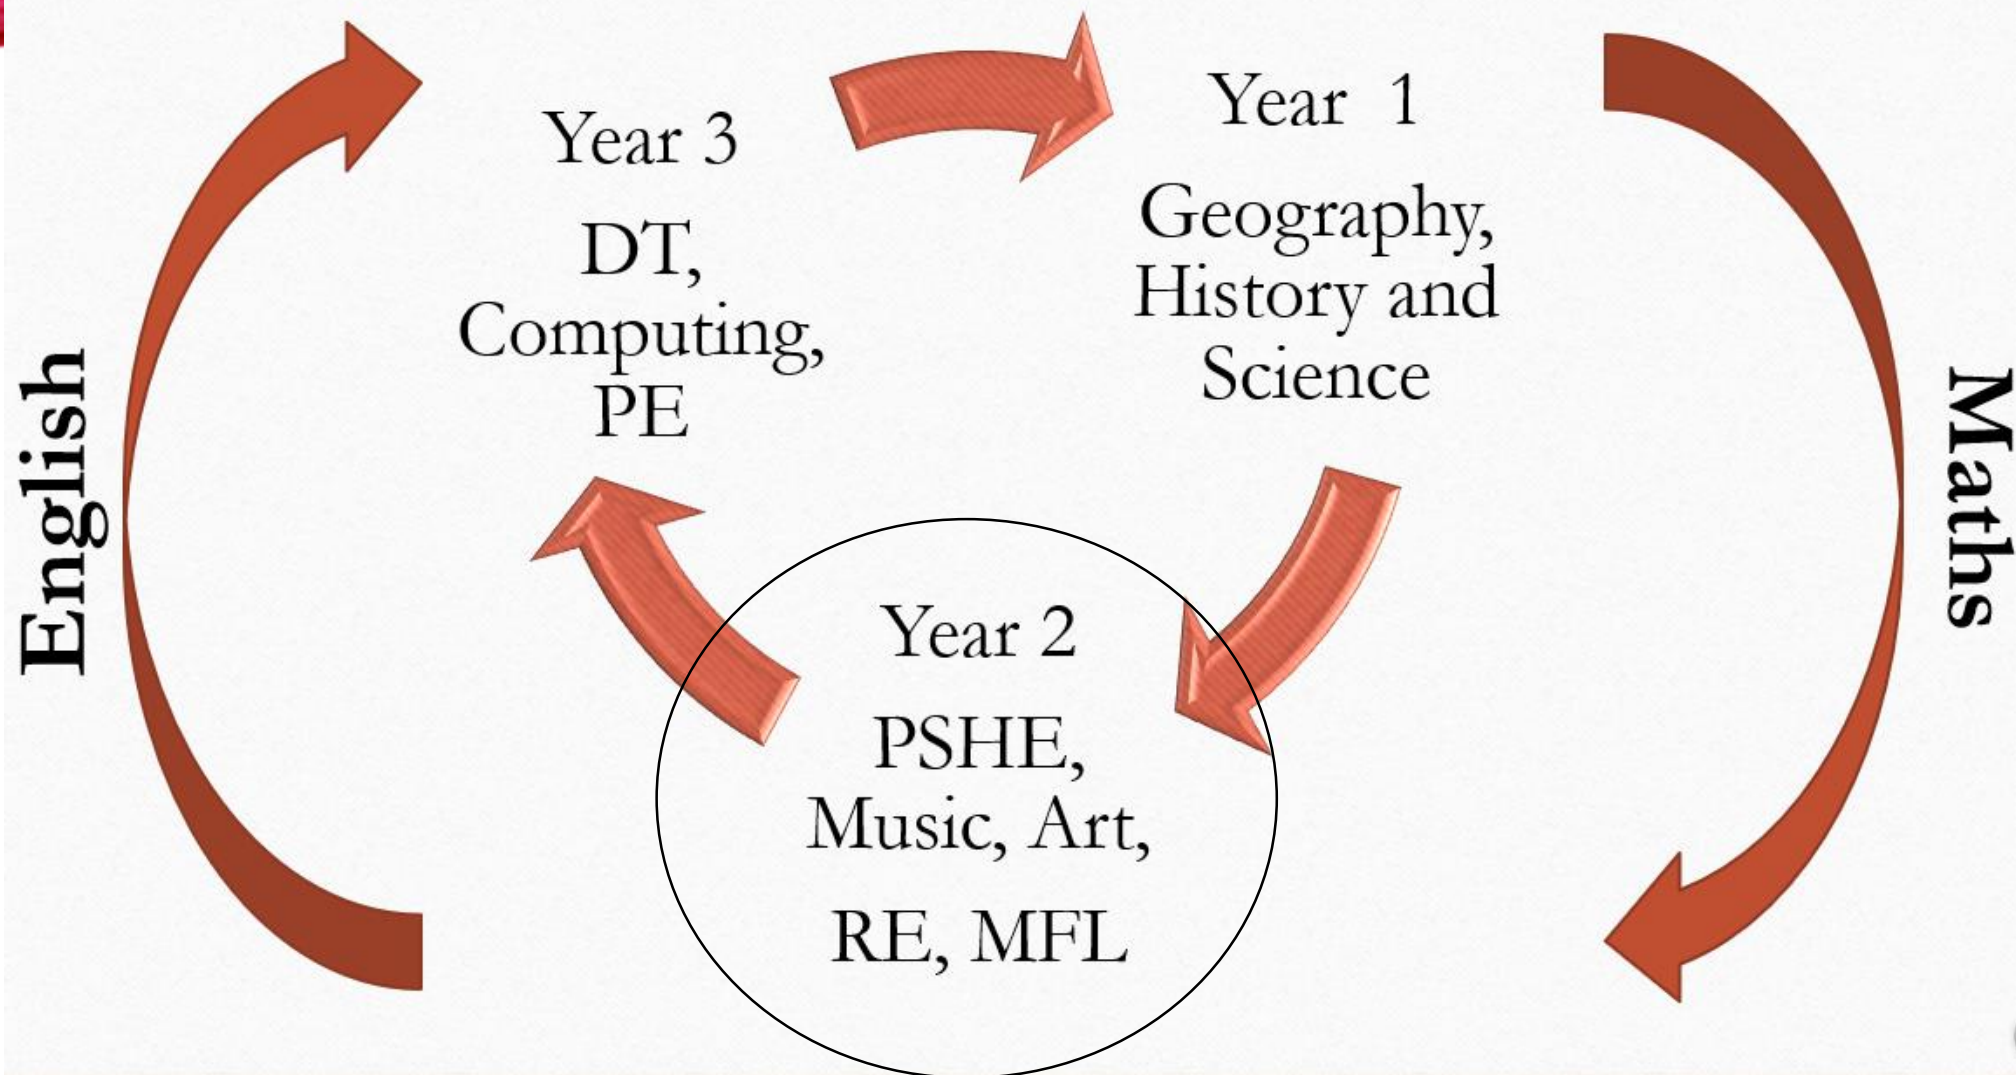 English
Year 3
DT,
Computing,
PE
Year 1
Geography,
History and
Science
Year 2
PSHE,
Music, Art,
RE, MFL
Maths